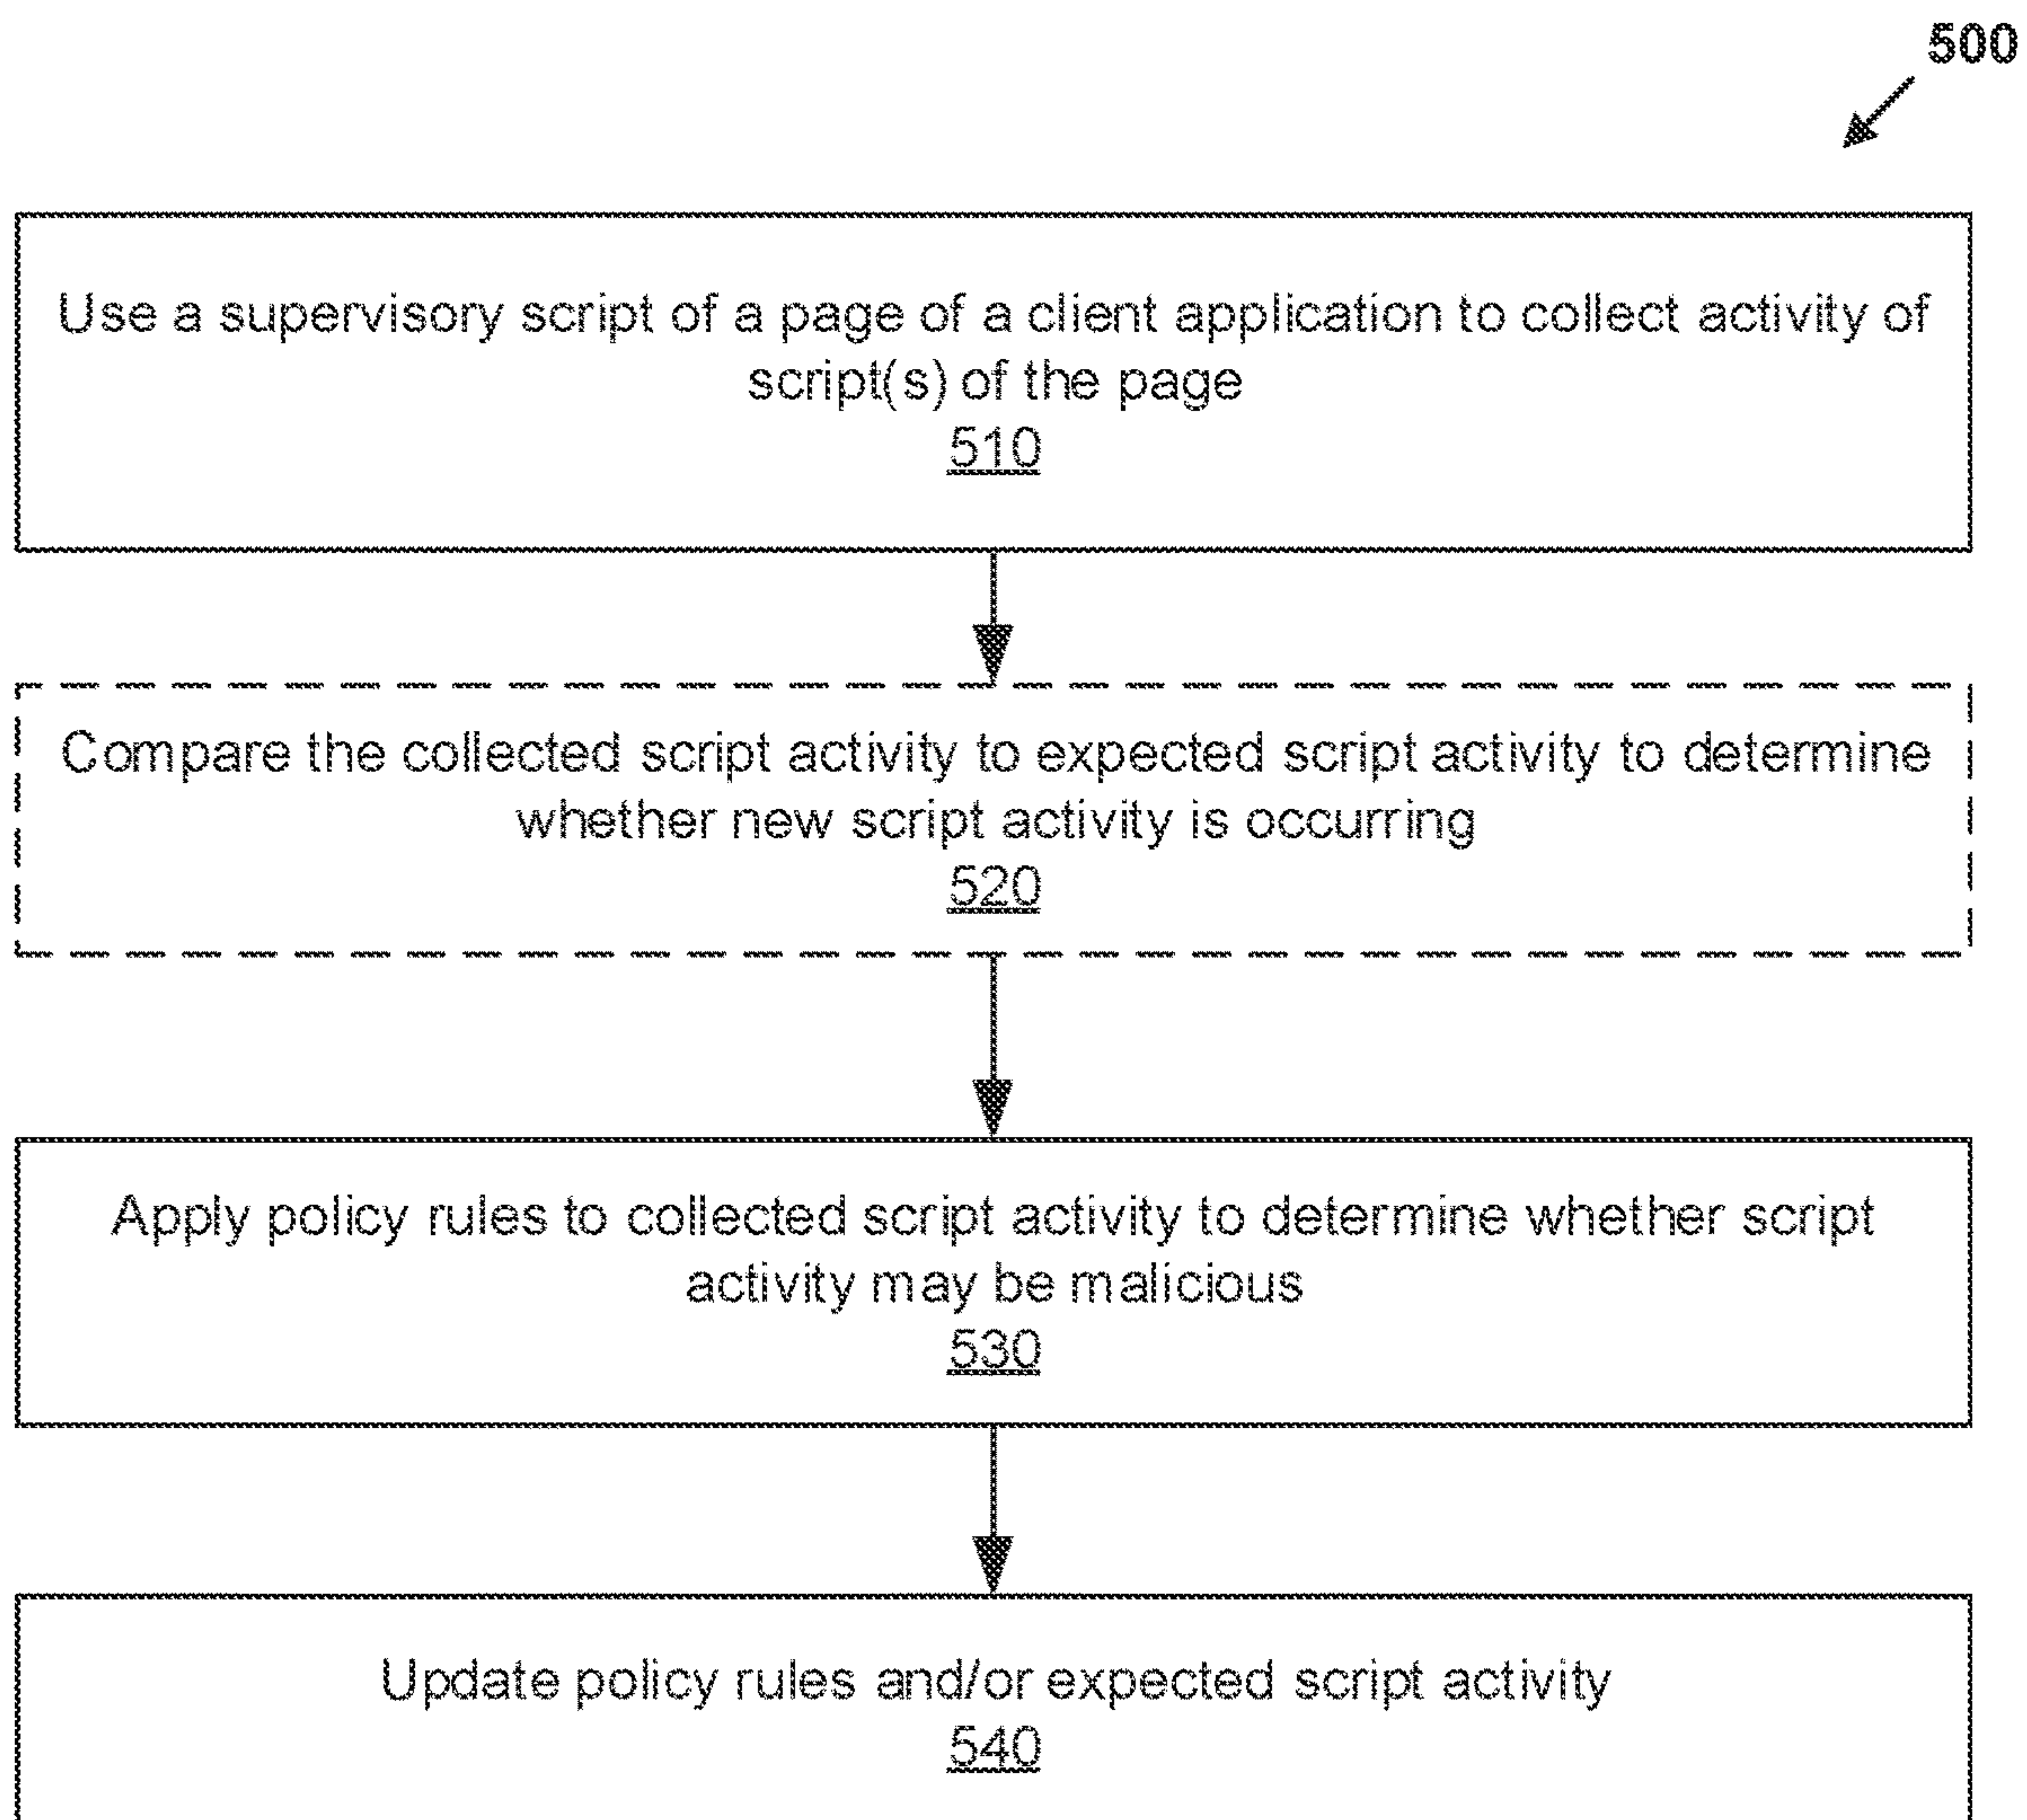 500
Use a supervisory script of a page of a client application to collect activity of
script(s) of the page
510
Compare the collected script activity to expected script activity to determine
whether new script activity is occurring
520
Apply policy rules to collected script activity to determine whether script
activity may be malicious
530
Update policy rules and/or expected script activity
540